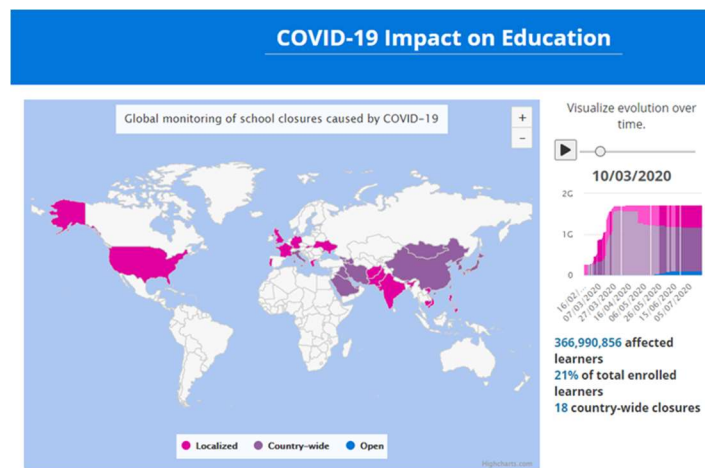 COVID-19 Impact on Education
Global monitoring of school closures caused by COVID-19
+
−
Visualize evolution over
time.
10/03/2020
2G
1G
0
16/02/...
07/03/2020
27/03/2020
16/04/2020
06/05/2020
26/05/2020
15/06/2020
05/07/2020
366,990,856 affected
learners
21% of total enrolled
learners
18 country-wide closures
Localized Country-wide Open
Highcharts.com